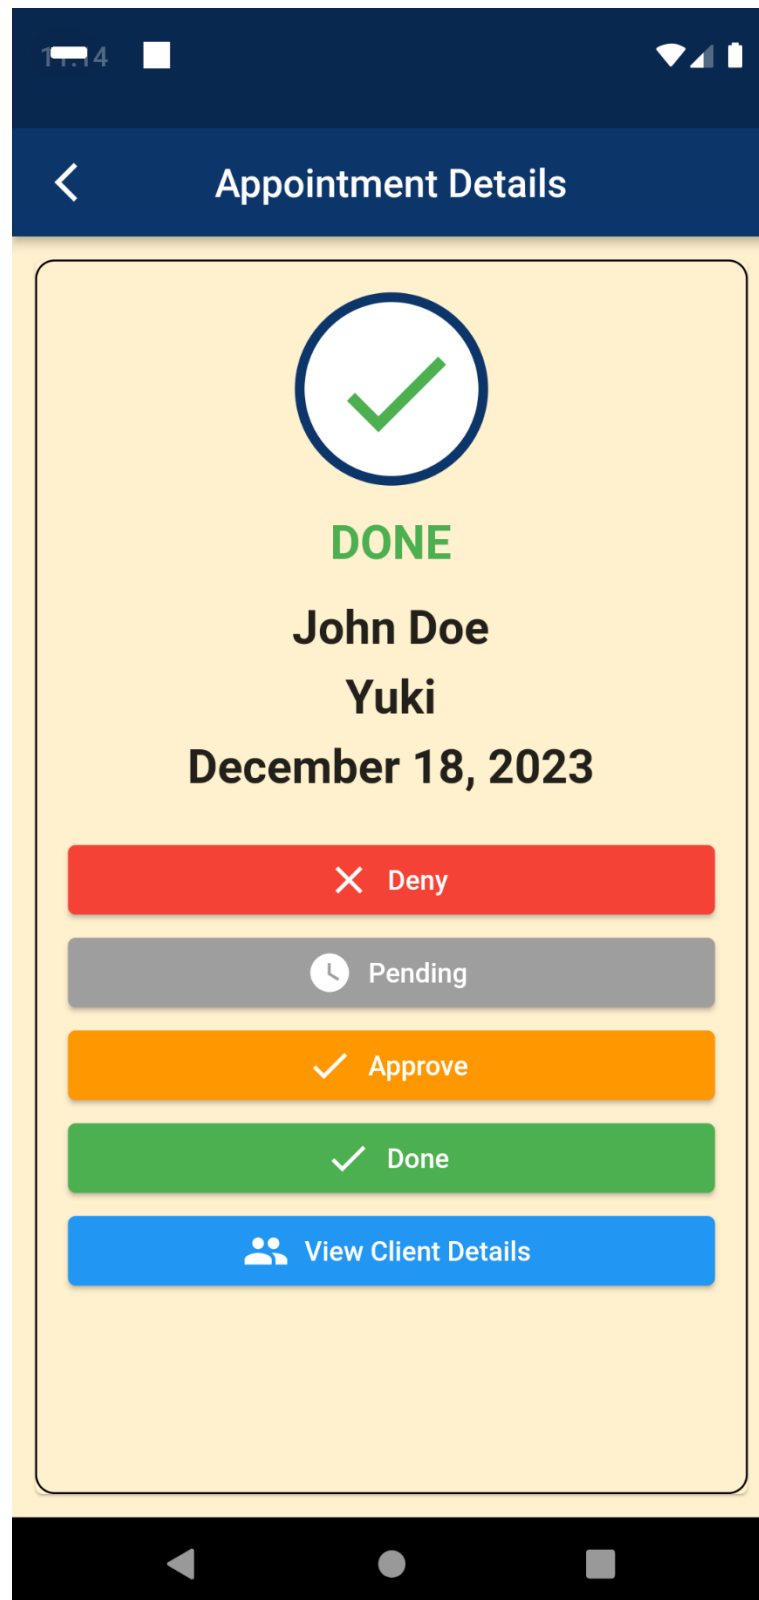 Appointment Details
DONE
John Doe
Yuki
December 18, 2023
Deny
Pending
Approve
Done
View Client Details